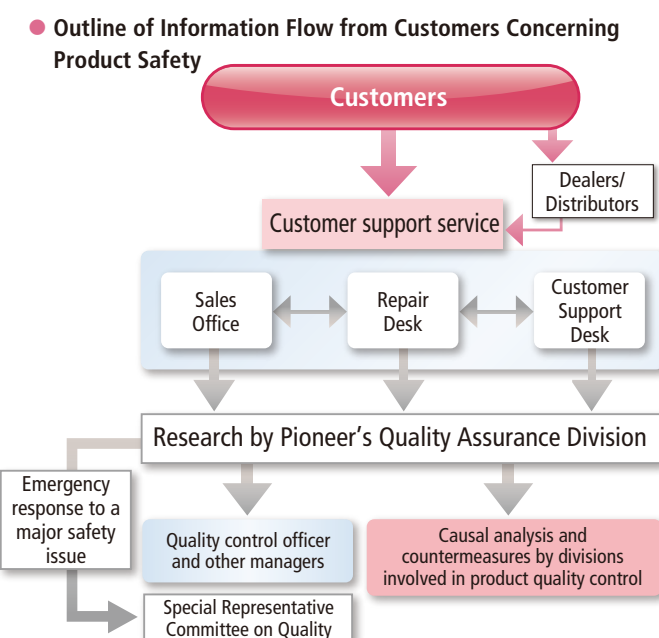 Outline of Information Flow from Customers Concerning
Product Safety
Customers
Dealers/
Distributors
Customer support service
Sales
Office
Repair
Desk
Customer
Support
Desk
Research by Pioneer's Quality Assurance Division
Emergency
response to a
major safety
issue
Quality control officer
and other managers
Causal analysis and
countermeasures by divisions
involved in product quality control
Special Representative
Committee on Quality